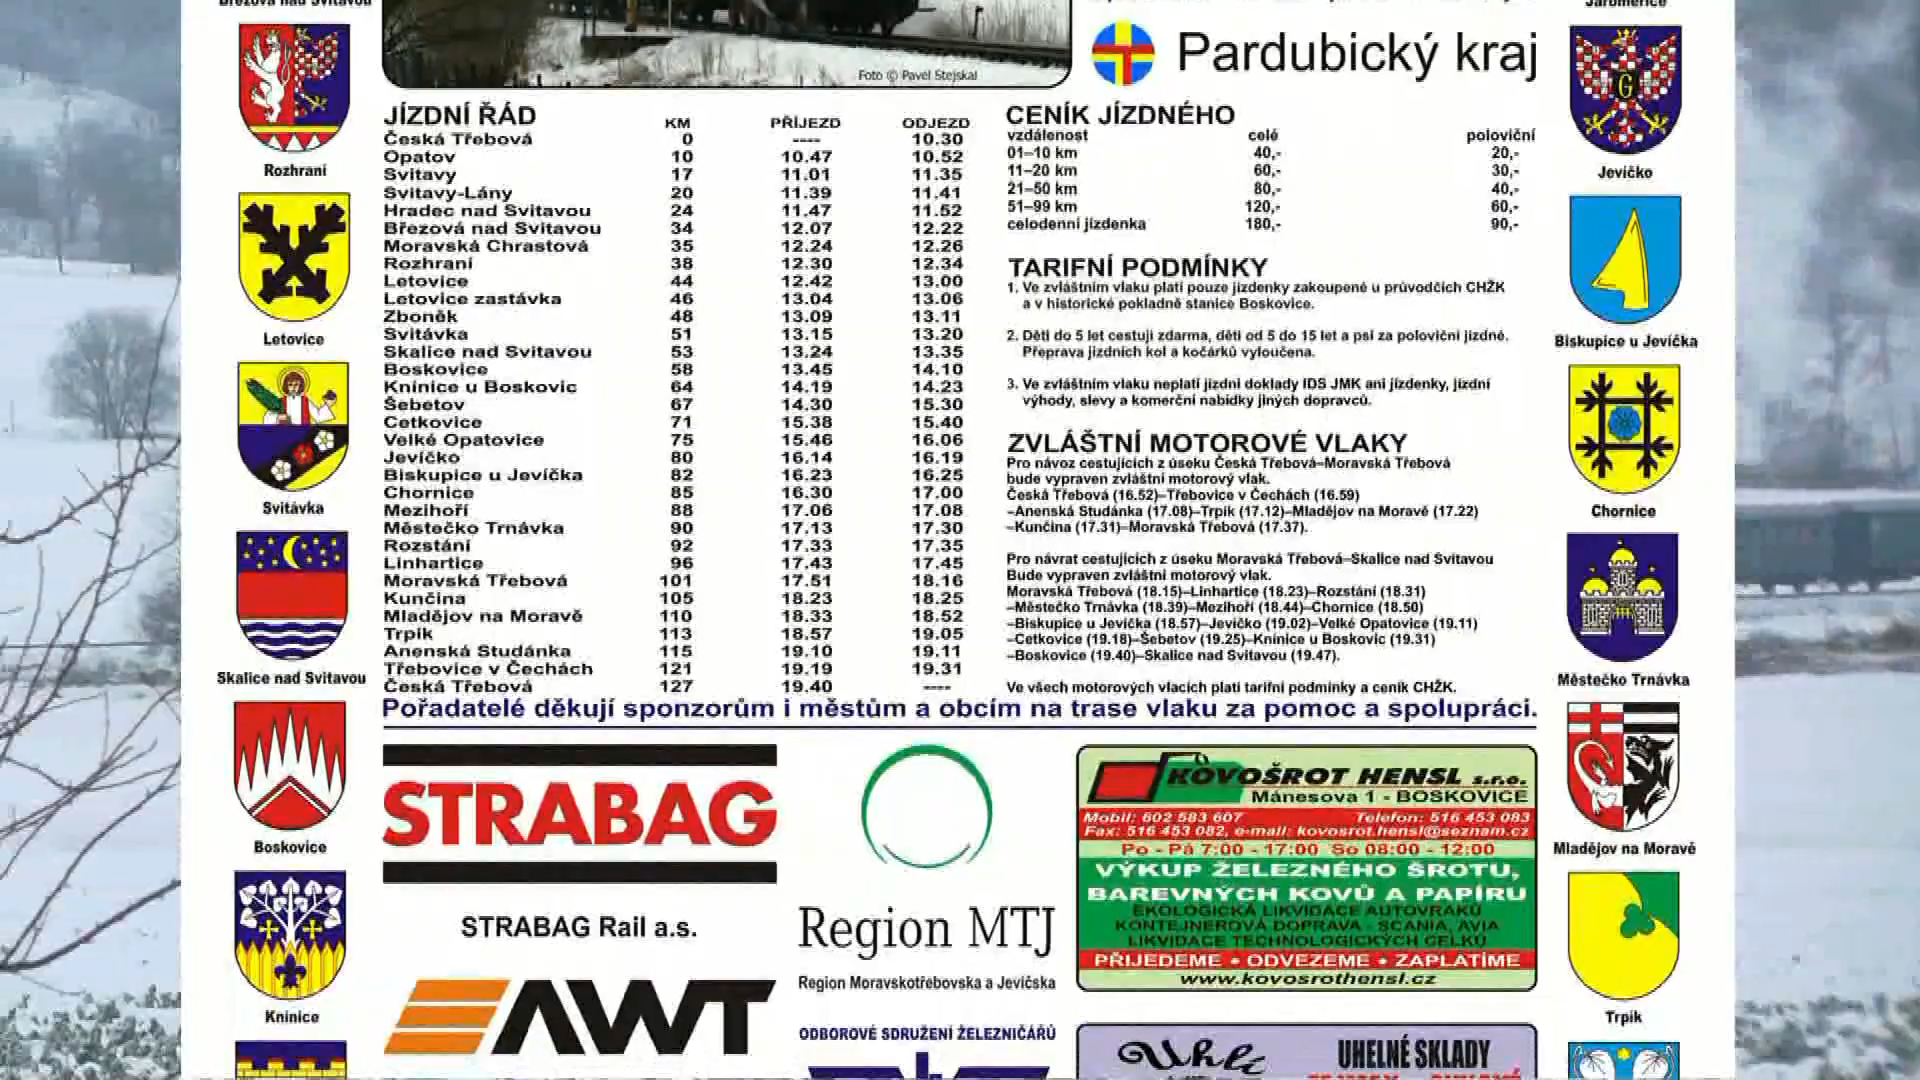 Březová nad Svitavou
Rozhraní
Letovice
Svitávka
Skalice nad Svitavou
Boskovice
Knínice
Foto © Pavel Stejskal
Pardubický kraj
JÍZDNÍ ŘÁD KM PŘÍJEZD ODJEZD
Česká Třebová 0 ---- 10.30
Opatov 10 10.47 10.52
Svitavy 17 11.01 11.35
Svitavy-Lány 20 11.39 11.41
Hradec nad Svitavou 24 11.47 11.52
Březová nad Svitavou 34 12.07 12.22
Moravská Chrastová 35 12.24 12.26
Rozhraní 38 12.30 12.34
Letovice 44 12.42 13.00
Letovice zastávka 46 13.04 13.06
Zboněk 48 13.09 13.11
Svitávka 51 13.15 13.20
Skalice nad Svitavou 53 13.24 13.35
Boskovice 58 13.45 14.10
Knínice u Boskovic 64 14.19 14.23
Šebetov 67 14.30 15.30
Cetkovice 71 15.38 15.40
Velké Opatovice 75 15.46 16.06
Jevíčko 80 16.14 16.19
Biskupice u Jevíčka 82 16.23 16.25
Chornice 85 16.30 17.00
Mezihoří 88 17.06 17.08
Městečko Trnávka 90 17.13 17.30
Rozstání 92 17.33 17.35
Linhartice 96 17.43 17.45
Moravská Třebová 101 17.51 18.16
Kunčina 105 18.23 18.25
Mladějov na Moravě 110 18.33 18.52
Trpík 113 18.57 19.05
Anenská Studánka 115 19.10 19.11
Třebovice v Čechách 121 19.19 19.31
Česká Třebová 127 19.40 ----
CENÍK JÍZDNÉHO
vzdálenost celé poloviční
01–10 km 40,- 20,-
11–20 km 60,- 30,-
21–50 km 80,- 40,-
51–99 km 120,- 60,-
celodenní jízdenka 180,- 90,-
TARIFNÍ PODMÍNKY
1. Ve zvláštním vlaku platí pouze jízdenky zakoupené u průvodčích CHŽK
a v historické pokladně stanice Boskovice.
2. Děti do 5 let cestují zdarma, děti od 5 do 15 let a psi za poloviční jízdné.
Přeprava jízdních kol a kočárků vyloučena.
3. Ve zvláštním vlaku neplatí jízdní doklady IDS JMK ani jízdenky, jízdní
výhody, slevy a komerční nabídky jiných dopravců.
ZVLÁŠTNÍ MOTOROVÉ VLAKY
Pro návoz cestujících z úseku Česká Třebová–Moravská Třebová
bude vypraven zvláštní motorový vlak.
Česká Třebová (16.52)–Třebovice v Čechách (16.59)
–Anenská Studánka (17.08)–Trpík (17.12)–Mladějov na Moravě (17.22)
–Kunčina (17.31)–Moravská Třebová (17.37).
Pro návrat cestujících z úseku Moravská Třebová–Skalice nad Svitavou
Bude vypraven zvláštní motorový vlak.
Moravská Třebová (18.15)–Linhartice (18.23)–Rozstání (18.31)
–Městečko Trnávka (18.39)–Mezihoří (18.44)–Chornice (18.50)
–Biskupice u Jevíčka (18.57)–Jevíčko (19.02)–Velké Opatovice (19.11)
–Cetkovice (19.18)–Šebetov (19.25)–Knínice u Boskovic (19.31)
–Boskovice (19.40)–Skalice nad Svitavou (19.47).
Ve všech motorových vlacích platí tarifní podmínky a ceník CHŽK.
Pořadatelé děkují sponzorům i městům a obcím na trase vlaku za pomoc a spolupráci.
STRABAG
STRABAG Rail a.s.
AWT
Region MTJ
Region Moravskotřebovska a Jevíčska
ODBOROVÉ SDRUŽENÍ ŽELEZNIČÁŘŮ
KOVOŠROT HENSL s.r.o.
Mánesova 1 - BOSKOVICE
Mobil: 602 583 607 Telefon: 516 453 083
Fax: 516 453 082, e-mail: kovosrot.hensl@seznam.cz
Po - Pá 7:00 - 17:00 So 08:00 - 12:00
VÝKUP ŽELEZNÉHO ŠROTU,
BAREVNÝCH KOVŮ A PAPÍRU
EKOLOGICKÁ LIKVIDACE AUTOVRAKŮ
KONTEJNEROVÁ DOPRAVA - SCANIA, AVIA
LIKVIDACE TECHNOLOGICKÝCH CELKŮ
PŘIJEDEME • ODVEZEME • ZAPLATÍME
www.kovosrothensl.cz
UHELNÉ SKLADY
Jaroměřice
G
Jevíčko
Biskupice u Jevíčka
Chornice
Městečko Trnávka
Mladějov na Moravě
Trpík